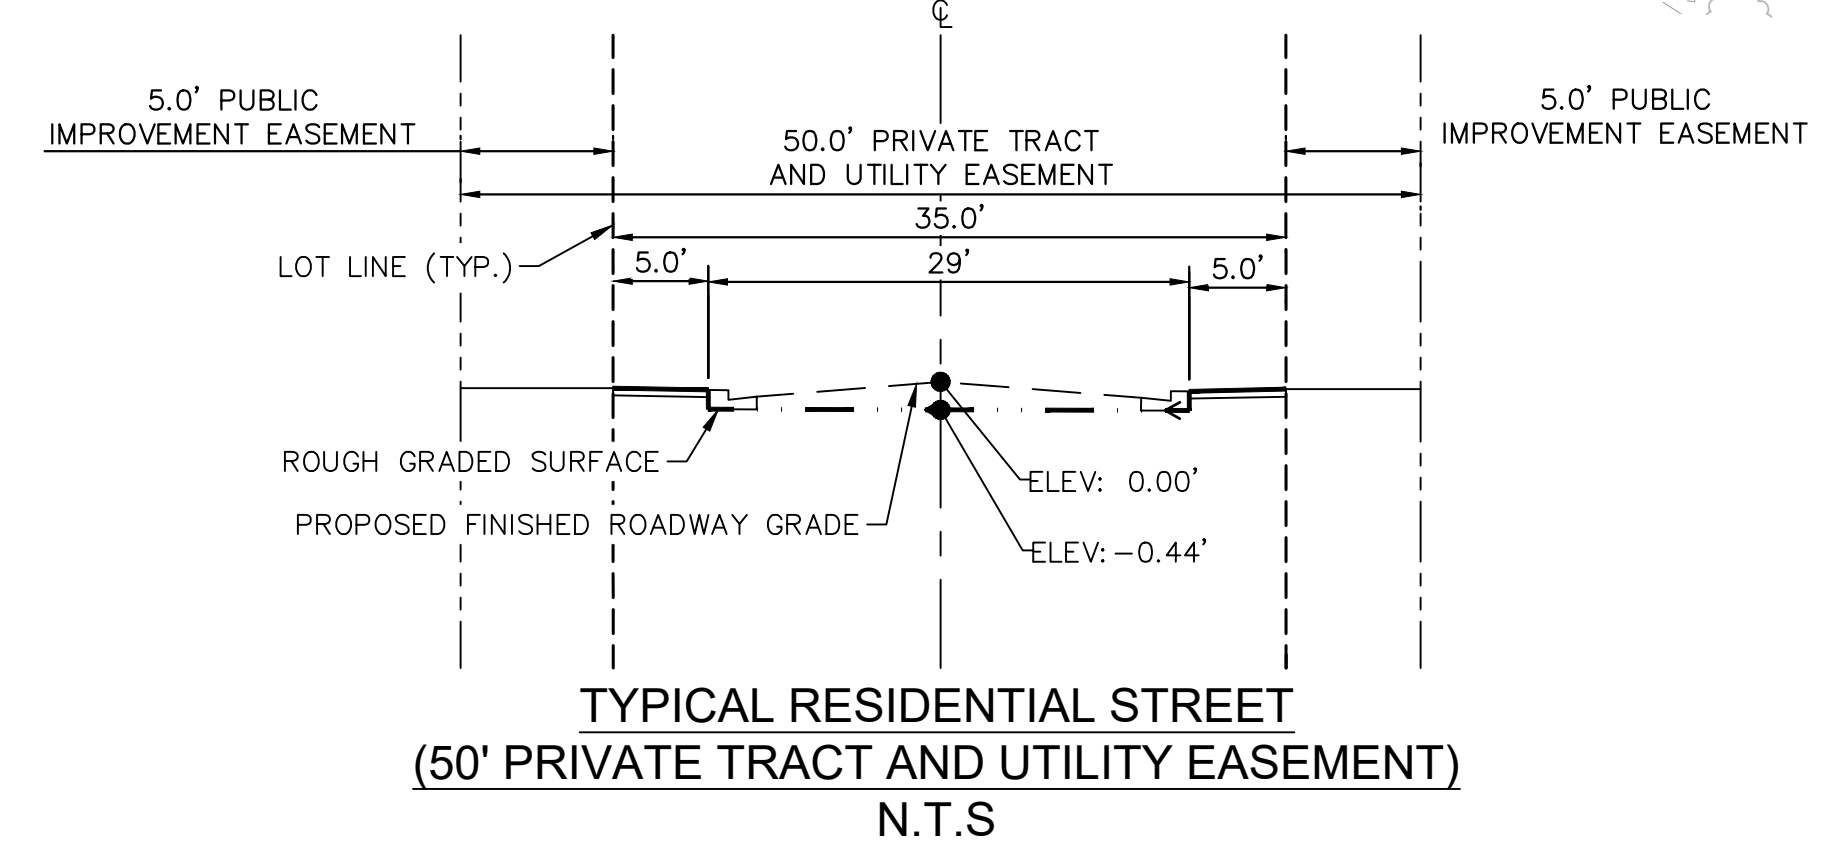 ℄
5.0' PUBLIC
IMPROVEMENT EASEMENT
50.0' PRIVATE TRACT
AND UTILITY EASEMENT
5.0' PUBLIC
IMPROVEMENT EASEMENT
35.0'
LOT LINE (TYP.)
5.0'
29'
5.0'
ROUGH GRADED SURFACE
ELEV: 0.00'
PROPOSED FINISHED ROADWAY GRADE
ELEV: -0.44'
TYPICAL RESIDENTIAL STREET
(50' PRIVATE TRACT AND UTILITY EASEMENT)
N.T.S